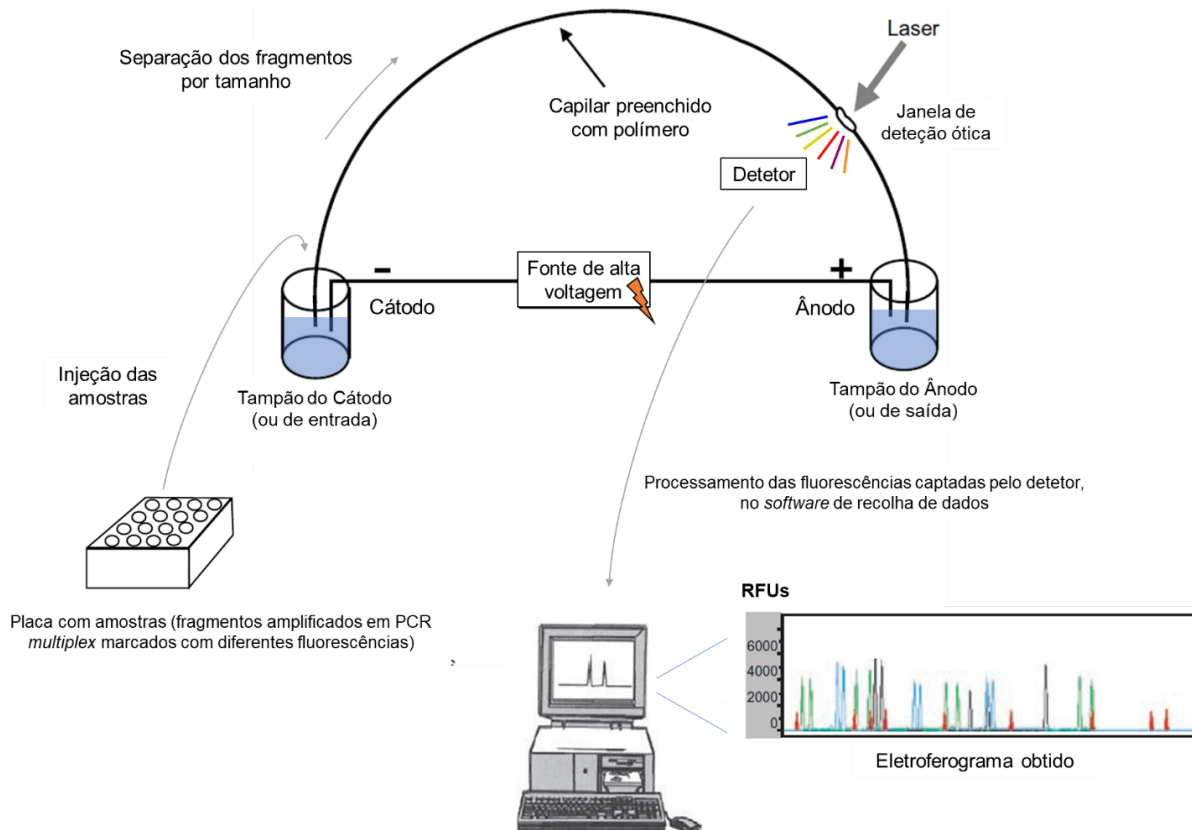 Separação dos fragmentos
por tamanho
Capilar preenchido
com polímero
Laser
Janela de
deteção ótica
Detetor
-
Fonte de alta
voltagem
+
Cátodo
Ânodo
Injeção das
amostras
Tampão do Cátodo
(ou de entrada)
Tampão do Ânodo
(ou de saída)
Processamento das fluorescências captadas pelo detetor,
no software de recolha de dados
Placa com amostras (fragmentos amplificados em PCR
multiplex marcados com diferentes fluorescências)
RFUs
6000
4000
2000
0
Eletroferograma obtido